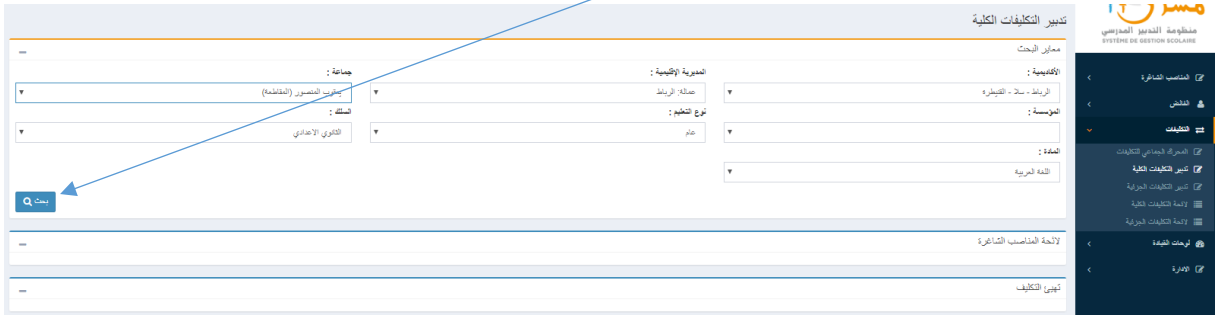 مسار
منظومة التدبير المدرسي
SYSTÈME DE GESTION SCOLAIRE
المناصب الشاغرة
الفائض
التكليفات
المحرك الجماعي للتكليفات
تدبير التكليفات الكلية
تدبير التكليفات الجزئية
لائحة التكليفات الكلية
لائحة التكليفات الجزئية
لوحات القيادة
الادارة
تدبير التكليفات الكلية
معايير البحث
الأكاديمية : المديرية الإقليمية : جماعة :
الرباط - سلا - القنيطرة عمالة: الرباط يعقوب المنصور (المقاطعة)
المؤسسة : نوع التعليم : السلك :
عام الثانوي الاعدادي
المادة :
اللغة العربية
بحث
لائحة المناصب الشاغرة
تهيئ التكليف